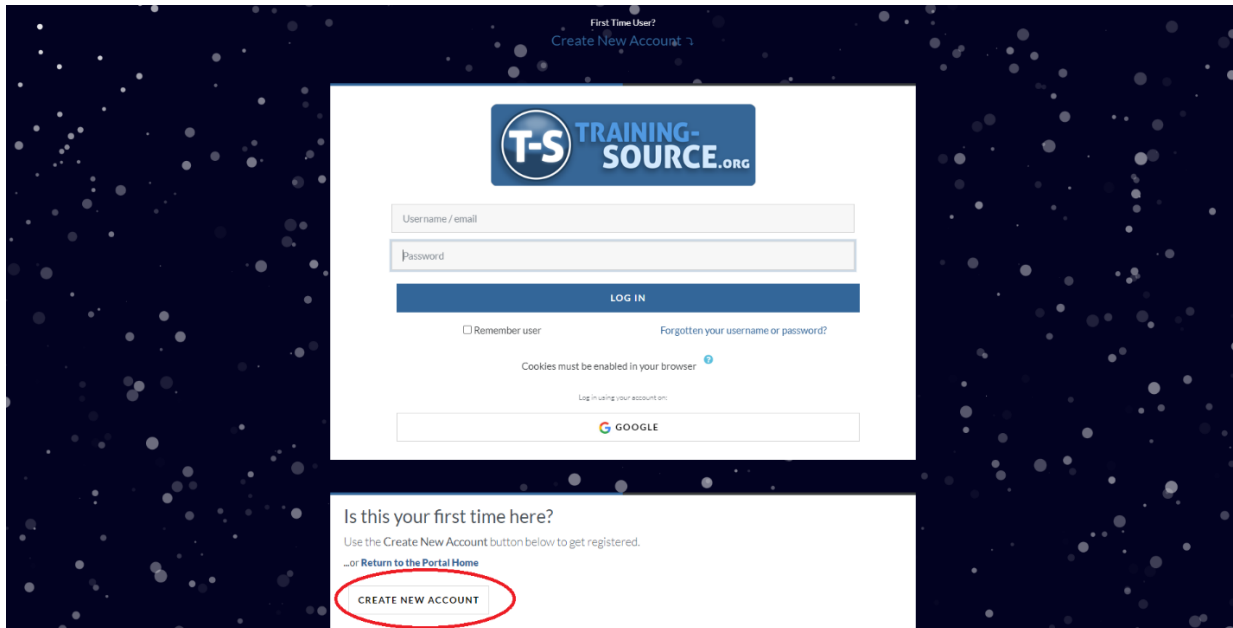 First Time User?
Create New Account ⤵
T-S TRAINING-
SOURCE.ORG
Username / email
Password
LOG IN
Remember user Forgotten your username or password?
Cookies must be enabled in your browser ?
Log in using your account on:
G GOOGLE
Is this your first time here?
Use the Create New Account button below to get registered.
...or Return to the Portal Home
CREATE NEW ACCOUNT